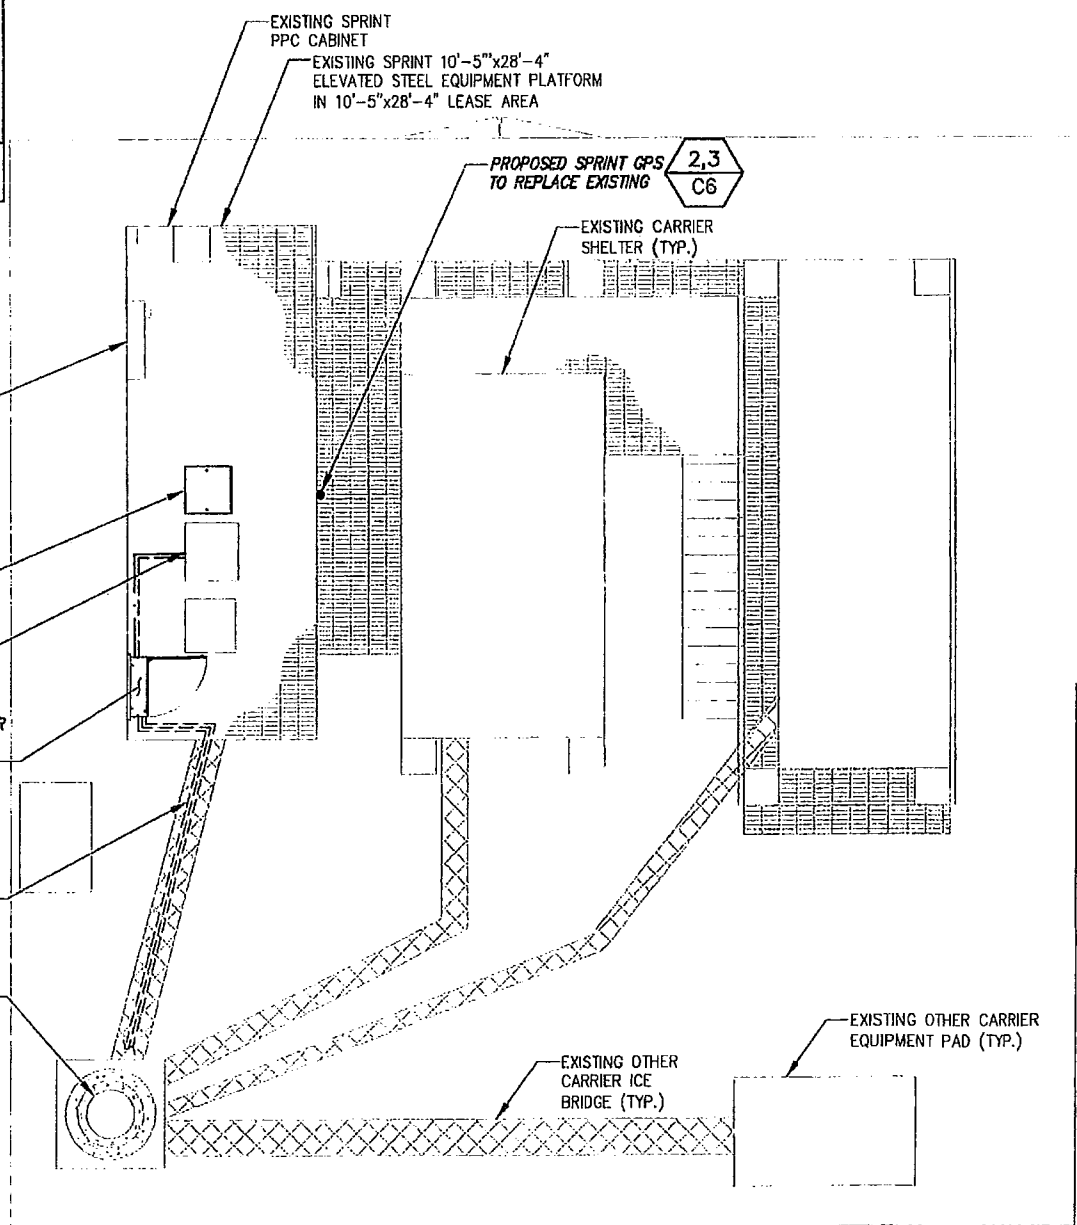 EXISTING SPRINT
PPC CABINET
EXISTING SPRINT 10'-5"'x28'-4"
ELEVATED STEEL EQUIPMENT PLATFORM
IN 10'-5"x28'-4" LEASE AREA
PROPOSED SPRINT GPS
TO REPLACE EXISTING
2,3
C6
EXISTING CARRIER
SHELTER (TYP.)
R
EXISTING OTHER CARRIER
EQUIPMENT PAD (TYP.)
EXISTING OTHER
CARRIER ICE
BRIDGE (TYP.)